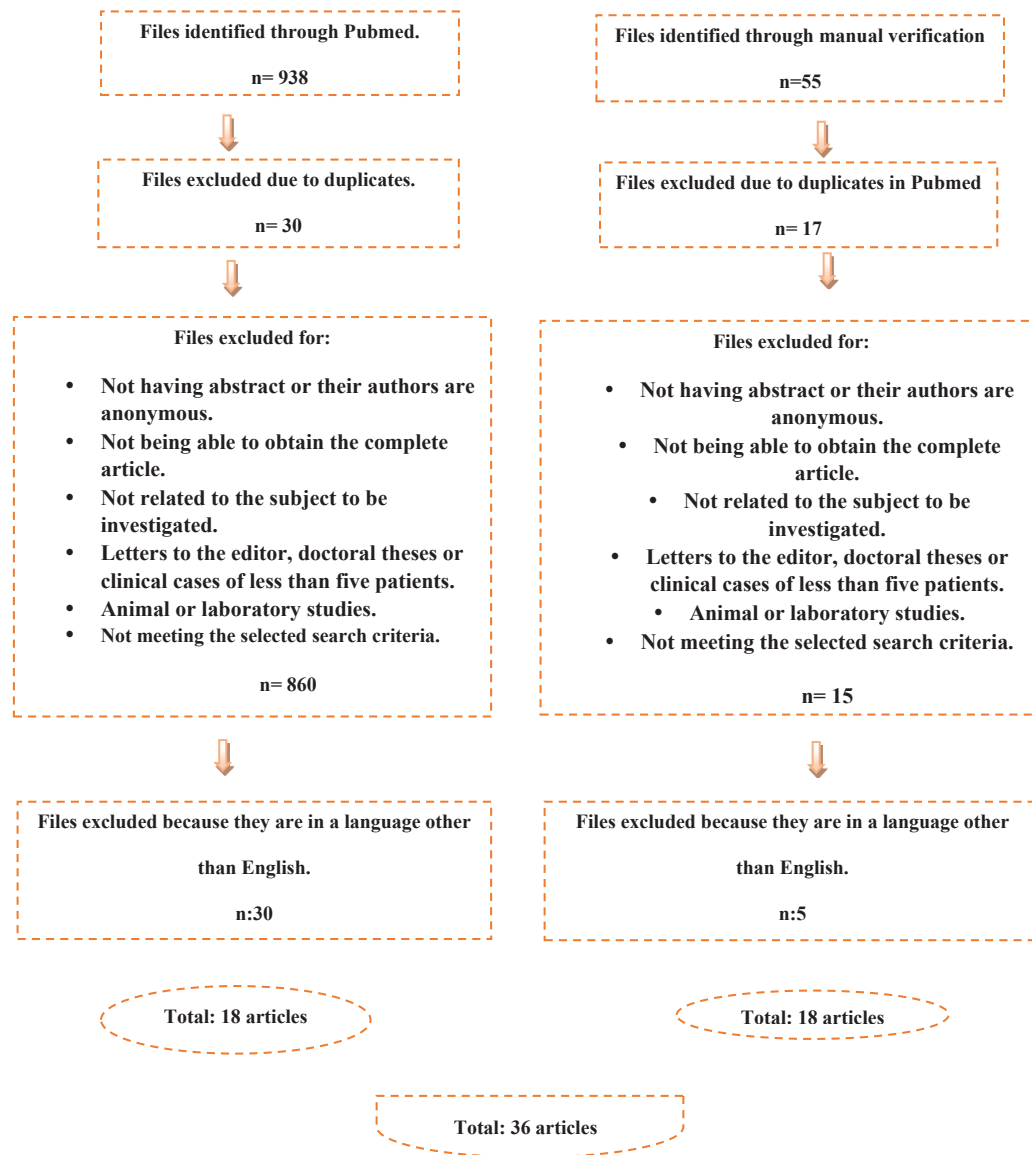 Files identified through Pubmed.
n= 938
Files excluded due to duplicates.
n= 30
Files excluded for:
• Not having abstract or their authors are
anonymous.
• Not being able to obtain the complete
article.
• Not related to the subject to be
investigated.
• Letters to the editor, doctoral theses or
clinical cases of less than five patients.
• Animal or laboratory studies.
• Not meeting the selected search criteria.
n= 860
Files excluded because they are in a language other
than English.
n:30
Total: 18 articles
Files identified through manual verification
n=55
Files excluded due to duplicates in Pubmed
n= 17
Files excluded for:
• Not having abstract or their authors are
anonymous.
• Not being able to obtain the complete
article.
• Not related to the subject to be
investigated.
• Letters to the editor, doctoral theses or
clinical cases of less than five patients.
• Animal or laboratory studies.
• Not meeting the selected search criteria.
n= 15
Files excluded because they are in a language other
than English.
n:5
Total: 18 articles
Total: 36 articles